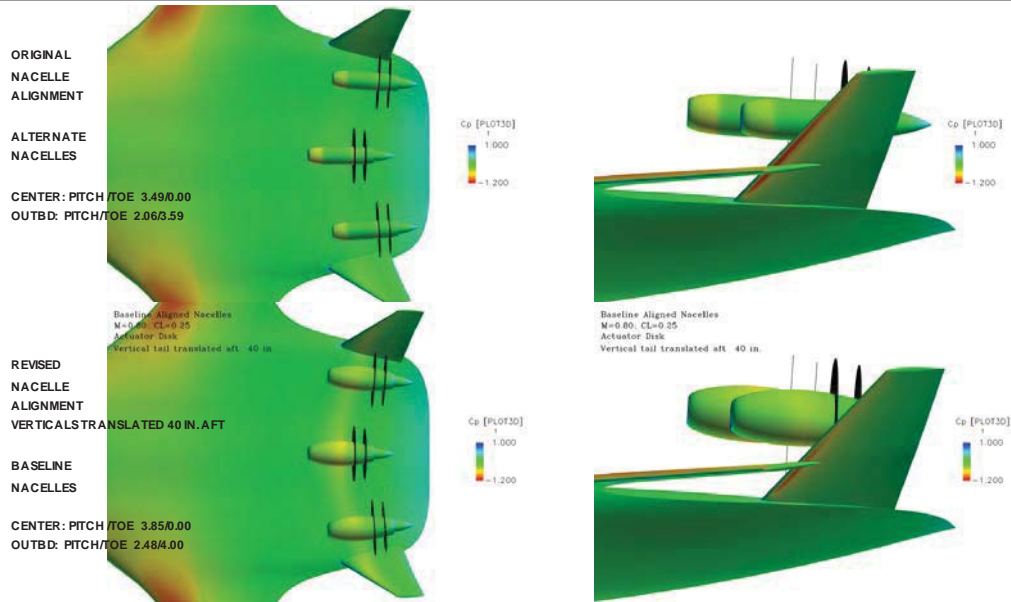 ORIGINAL
NACELLE
ALIGNMENT
ALTERNATE
NACELLES
CENTER: PITCH/TOE 3.49/0.00
OUTBD: PITCH/TOE 2.06/3.59
Cp [PLOT3D]
1
1.000
-1.200
Cp [PLOT3D]
1
1.000
-1.200
Baseline Aligned Nacelles
M=0.80; CL=0.25
Actuator Disk
Vertical tail translated aft 40 in.
Baseline Aligned Nacelles
M=0.80; CL=0.25
Actuator Disk
Vertical tail translated aft 40 in.
REVISED
NACELLE
ALIGNMENT
VERTICALS TRANSLATED 40 IN. AFT
BASELINE
NACELLES
CENTER: PITCH/TOE 3.85/0.00
OUTBD: PITCH/TOE 2.48/4.00
Cp [PLOT3D]
1
1.000
-1.200
Cp [PLOT3D]
1
1.000
-1.200